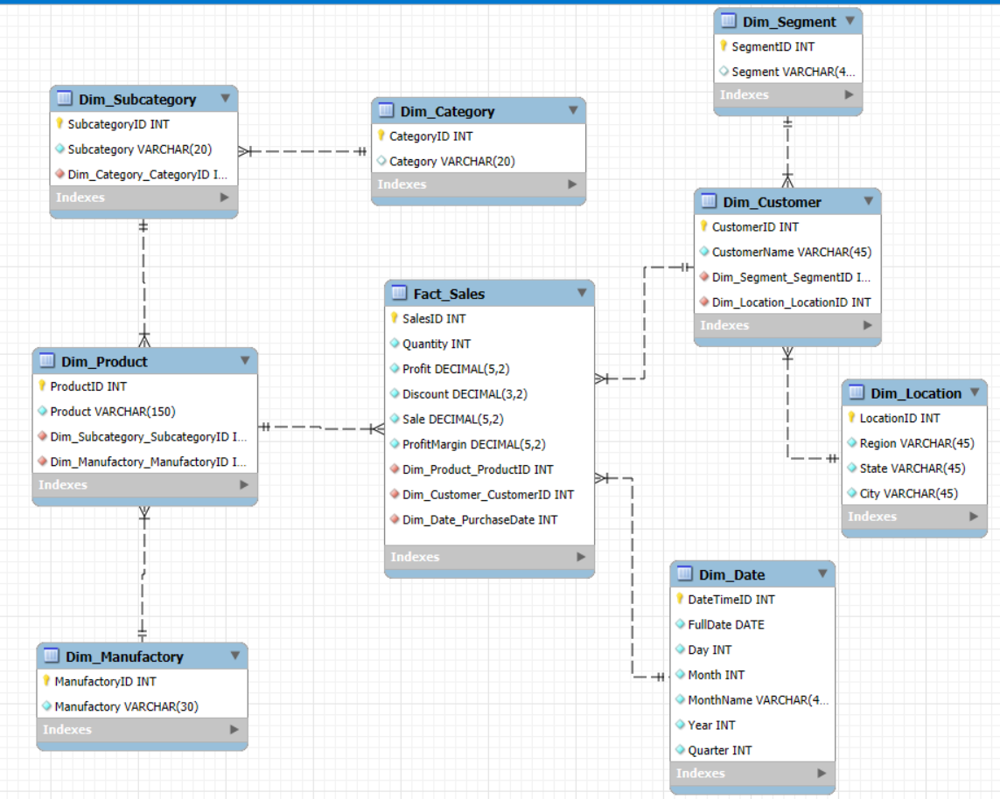 Dim_Segment
SegmentID INT
Segment VARCHAR(4...
Indexes
Dim_Subcategory
SubcategoryID INT
Subcategory VARCHAR(20)
Dim_Category_CategoryID I...
Indexes
Dim_Category
CategoryID INT
Category VARCHAR(20)
Indexes
Dim_Customer
CustomerID INT
CustomerName VARCHAR(45)
Dim_Segment_SegmentID I...
Dim_Location_LocationID INT
Indexes
Fact_Sales
SalesID INT
Quantity INT
Profit DECIMAL(5,2)
Discount DECIMAL(3,2)
Sale DECIMAL(5,2)
ProfitMargin DECIMAL(5,2)
Dim_Product_ProductID INT
Dim_Customer_CustomerID INT
Dim_Date_PurchaseDate INT
Indexes
Dim_Product
ProductID INT
Product VARCHAR(150)
Dim_Subcategory_SubcategoryID I...
Dim_Manufactory_ManufactoryID I...
Indexes
Dim_Location
LocationID INT
Region VARCHAR(45)
State VARCHAR(45)
City VARCHAR(45)
Indexes
Dim_Date
DateTimeID INT
FullDate DATE
Day INT
Month INT
MonthName VARCHAR(4...
Year INT
Quarter INT
Indexes
Dim_Manufactory
ManufactoryID INT
Manufactory VARCHAR(30)
Indexes